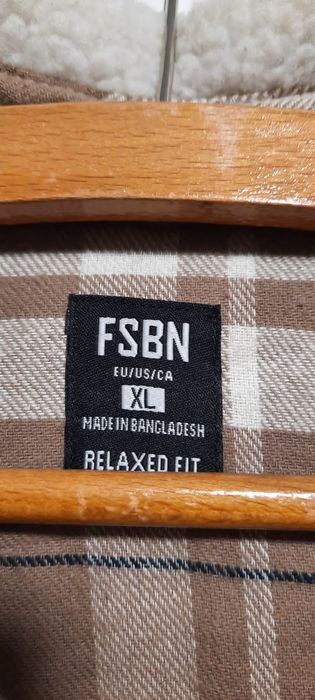 FSBN
EU/US/CA
XL
MADE IN BANGLADESH
RELAXED FIT